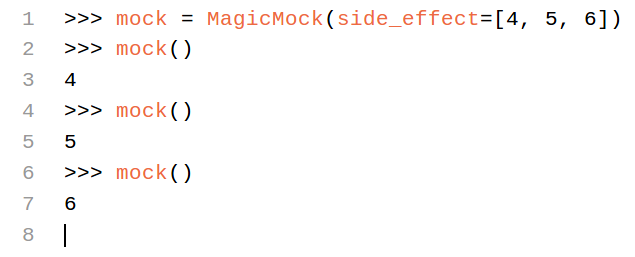 1 >>> mock = MagicMock(side_effect=[4, 5, 6])
2 >>> mock()
3 4
4 >>> mock()
5 5
6 >>> mock()
7 6
8